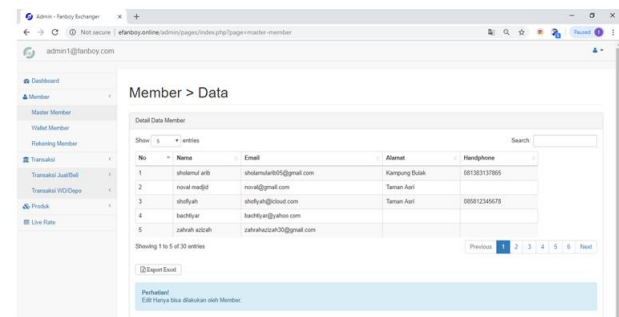 Admin - Fanboy Exchanger
Not secure | efanboy.online/admin/pages/index.php?page=master-member
Paused
admin1@fanboy.com
Dashboard
Member
Master Member
Wallet Member
Rekening Member
Transaksi
Transaksi Jual/Beli
Transaksi WD/Depo
Produk
Live Rate
Member > Data
Detail Data Member
Show 5 entries Search:
No Name Email Alamat Handphone
1 sholamul arib sholamularib05@gmail.com Kampung Bulak 081383137865
2 noval madjid noval@gmail.com Taman Asri
3 shofiyah shofiyah@icloud.com Taman Asri 085812345678
4 bachtiyar bachtiyar@yahoo.com
5 zahrah azizah zahrahazizah30@gmail.com
Showing 1 to 5 of 30 entries Previous 1 2 3 4 5 6 Next
Export Excel
Perhatian!
Edit Hanya bisa dilakukan oleh Member.